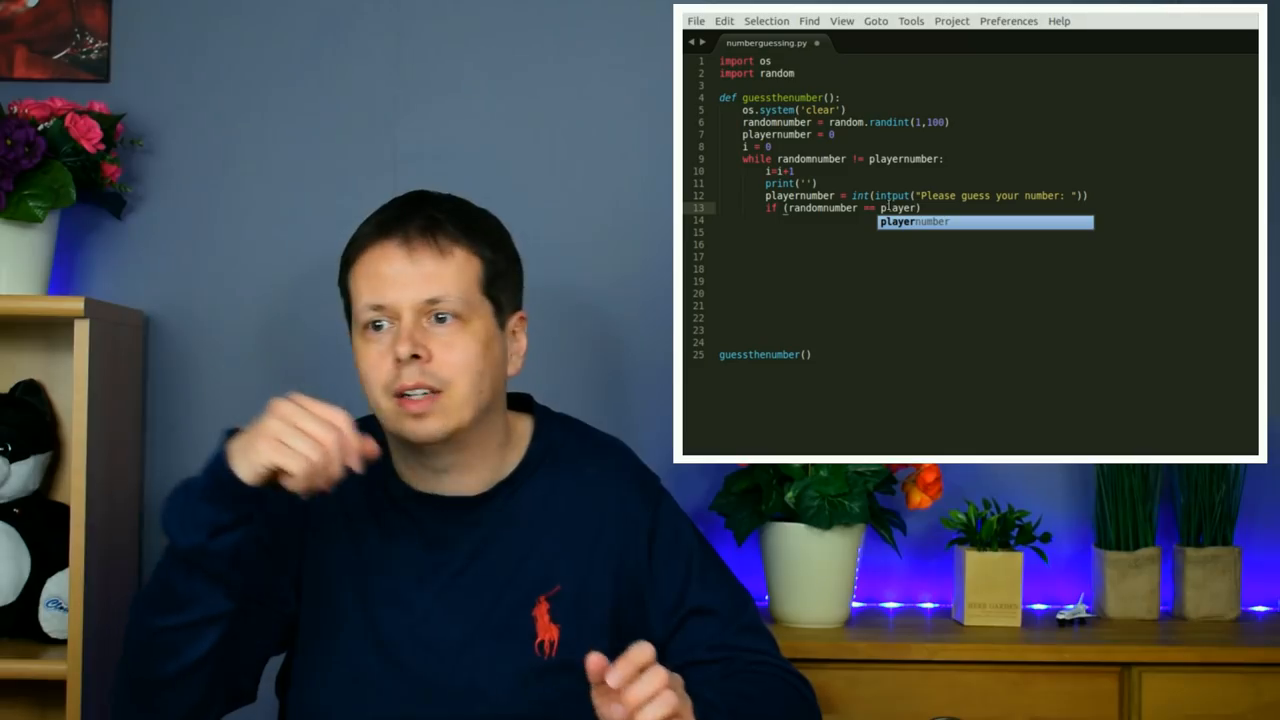 File Edit Selection Find View Goto Tools Project Preferences Help
numberguessing.py
1 import os
2 import random
3
4 def guessthenumber():
5 os.system('clear')
6 randomnumber = random.randint(1,100)
7 playernumber = 0
8 i = 0
9 while randomnumber != playernumber:
10 i=i+1
11 print('')
12 playernumber = int(input("Please guess your number: "))
13 if (randomnumber == player)
14 playernumber
15
16
17
18
19
20
21
22
23
24
25 guessthenumber()